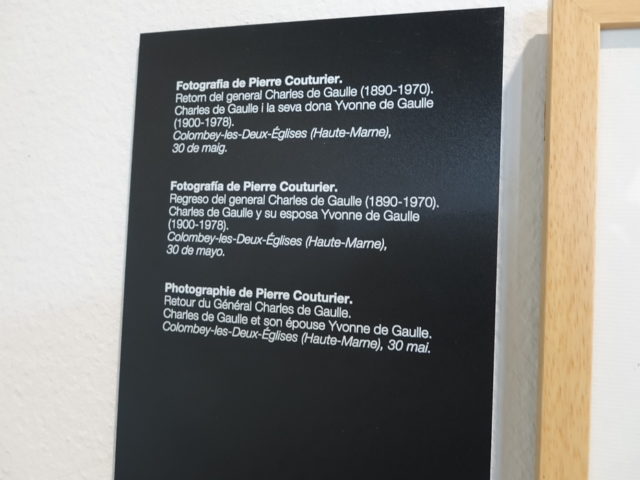 Fotografia de Pierre Couturier.
Retorn del general Charles de Gaulle (1890-1970).
Charles de Gaulle i la seva dona Yvonne de Gaulle
(1900-1978).
Colombey-les-Deux-Églises (Haute-Marne),
30 de maig.
Fotografía de Pierre Couturier.
Regreso del general Charles de Gaulle (1890-1970).
Charles de Gaulle y su esposa Yvonne de Gaulle
(1900-1978).
Colombey-les-Deux-Églises (Haute-Marne),
30 de mayo.
Photographie de Pierre Couturier.
Retour du Général Charles de Gaulle.
Charles de Gaulle et son épouse Yvonne de Gaulle.
Colombey-les-Deux-Églises (Haute-Marne), 30 mai.